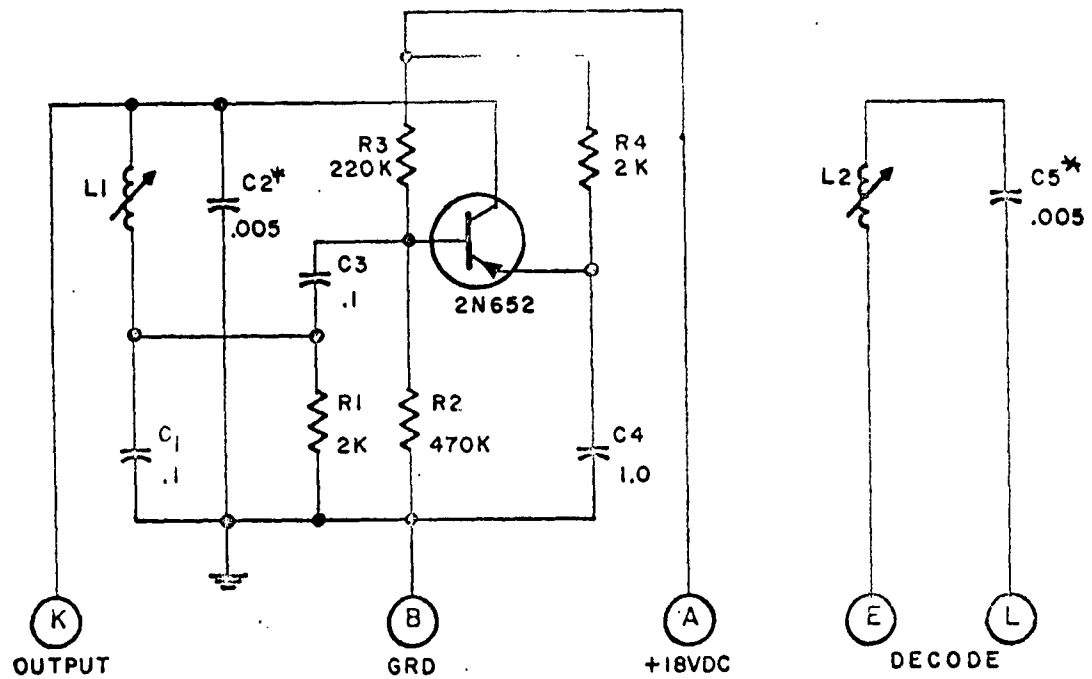 R3
220K
R4
2K
L1
C2*
.005
L2
C5*
.005
C3
.1
2N652
R1
2K
R2
470K
C4
1.0
C1
.1
K
B
A
E
L
OUTPUT
GRD
+18VDC
DECODE